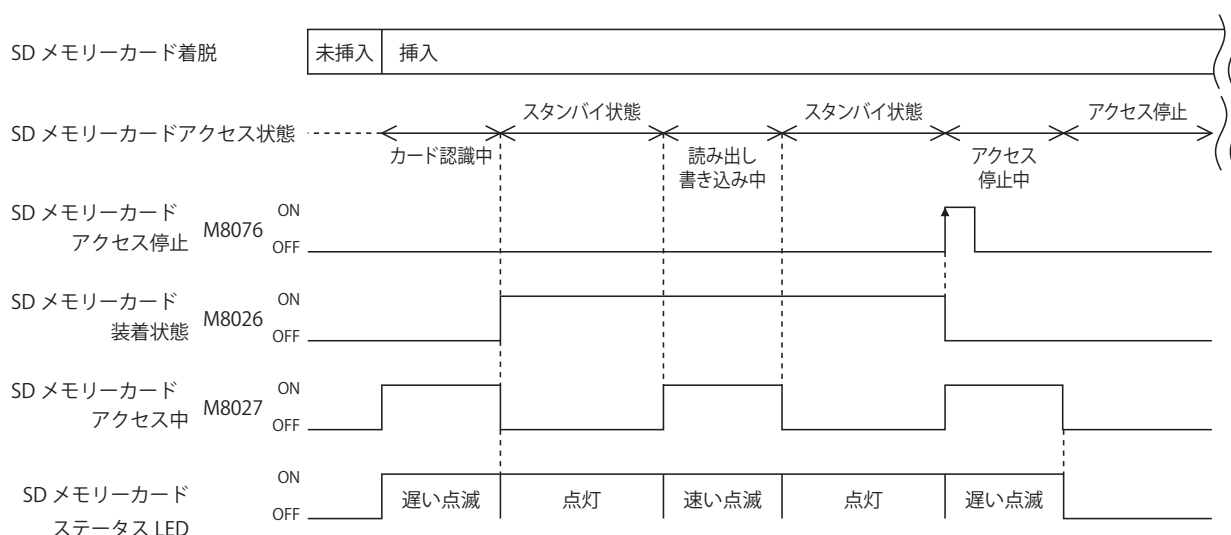 SD メモリーカード着脱
未挿入
挿入
スタンバイ状態
スタンバイ状態
アクセス停止
SD メモリーカードアクセス状態
カード認識中
読み出し
書き込み中
アクセス
停止中
SD メモリーカード
アクセス停止
M8076
ON
OFF
SD メモリーカード
装着状態
M8026
ON
OFF
SD メモリーカード
アクセス中
M8027
ON
OFF
SD メモリーカード
ステータス LED
ON
OFF
遅い点滅
点灯
速い点滅
点灯
遅い点滅